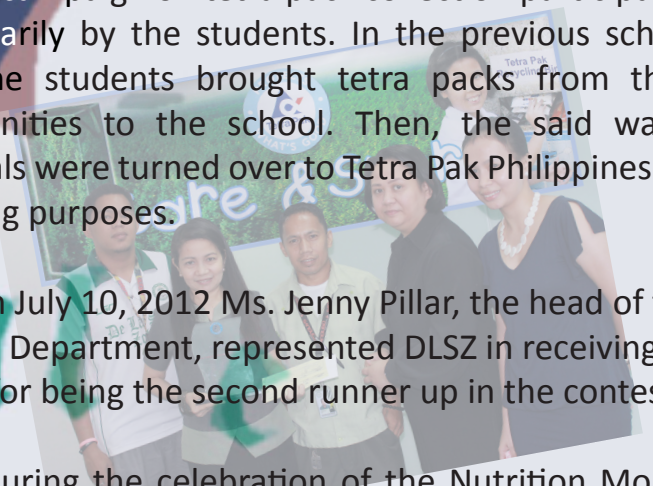 arily by the students. In the previous sch
e students brought tetra packs from th
nities to the school. Then, the said wa
ls were turned over to Tetra Pak Philippines
g purposes.
n July 10, 2012 Ms. Jenny Pillar, the head of
Department, represented DLSZ in receiving
or being the second runner up in the contes
uring the celebration of the Nutrition Mo
Tetra Pak